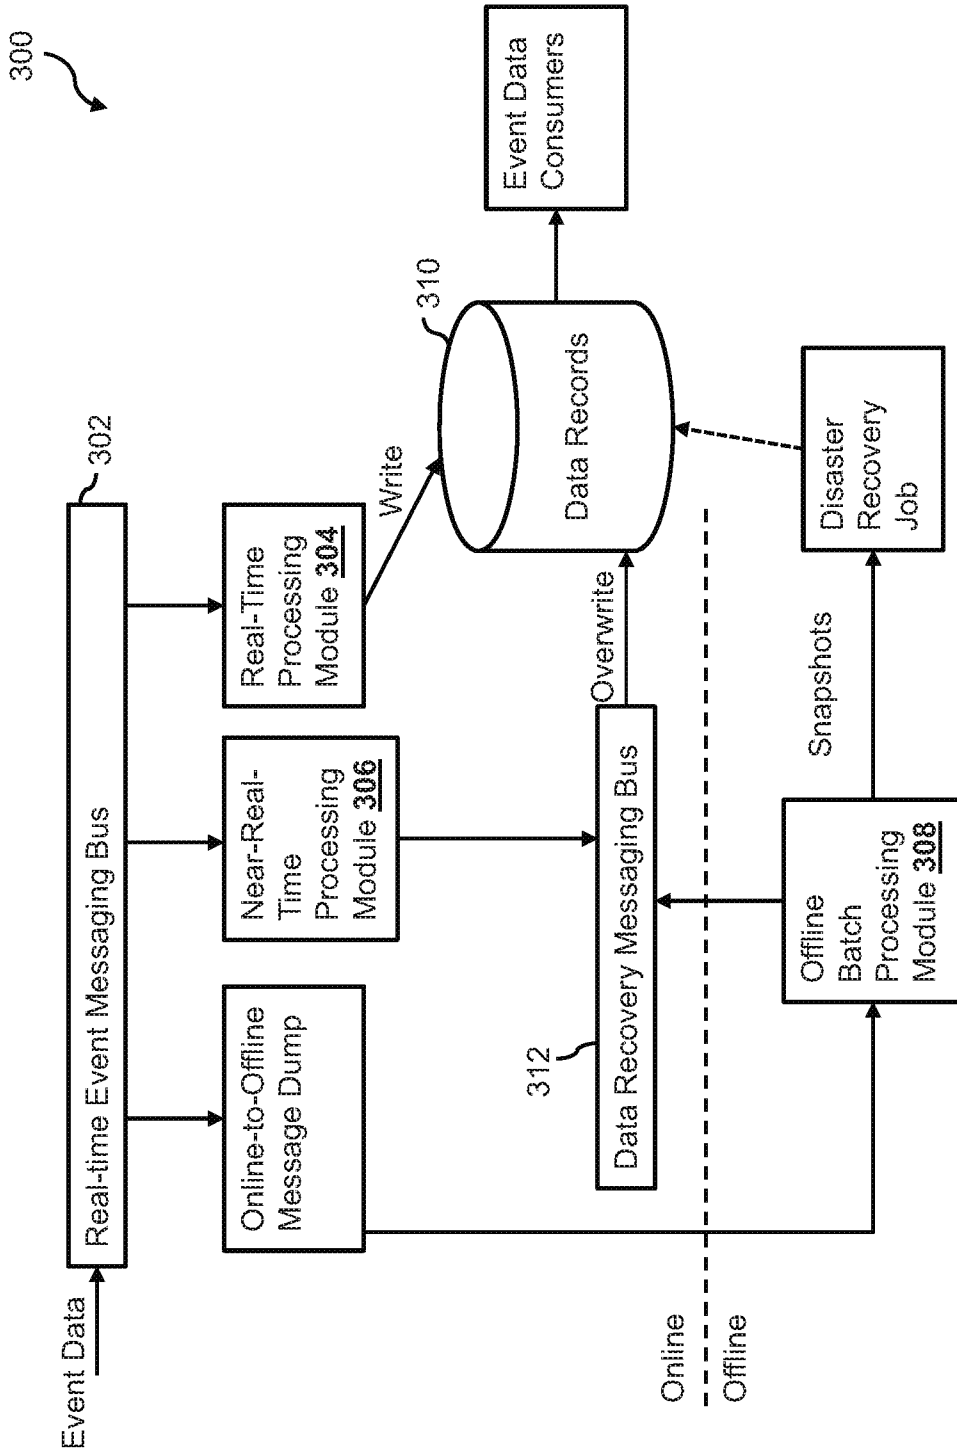 300
Event Data
302
Real-time Event Messaging Bus
Online-to-Offline
Message Dump
Near-Real-
Time
Processing
Module 306
Real-Time
Processing
Module 304
Write
310
Data Records
Event Data
Consumers
312
Data Recovery Messaging Bus
Overwrite
Online
Offline
Offline
Batch
Processing
Module 308
Snapshots
Disaster
Recovery
Job